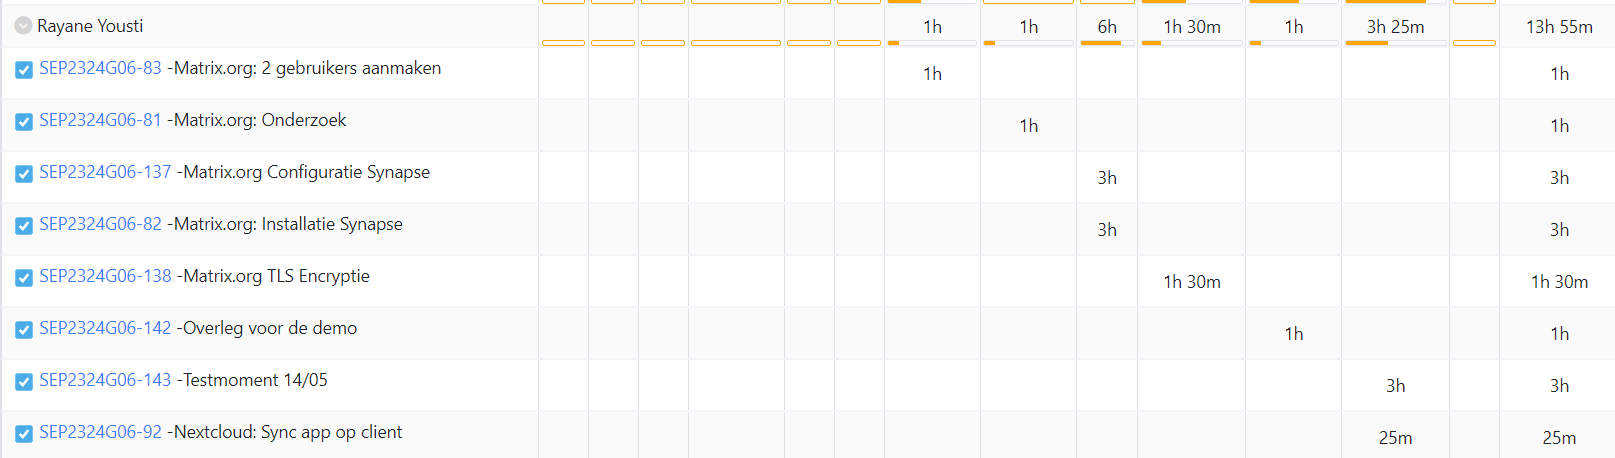 Rayane Yousti 1h 1h 6h 1h 30m 1h 3h 25m 13h 55m
SEP2324G06-83 -Matrix.org: 2 gebruikers aanmaken 1h 1h
SEP2324G06-81 -Matrix.org: Onderzoek 1h 1h
SEP2324G06-137 -Matrix.org Configuratie Synapse 3h 3h
SEP2324G06-82 -Matrix.org: Installatie Synapse 3h 3h
SEP2324G06-138 -Matrix.org TLS Encryptie 1h 30m 1h 30m
SEP2324G06-142 -Overleg voor de demo 1h 1h
SEP2324G06-143 -Testmoment 14/05 3h 3h
SEP2324G06-92 -Nextcloud: Sync app op client 25m 25m